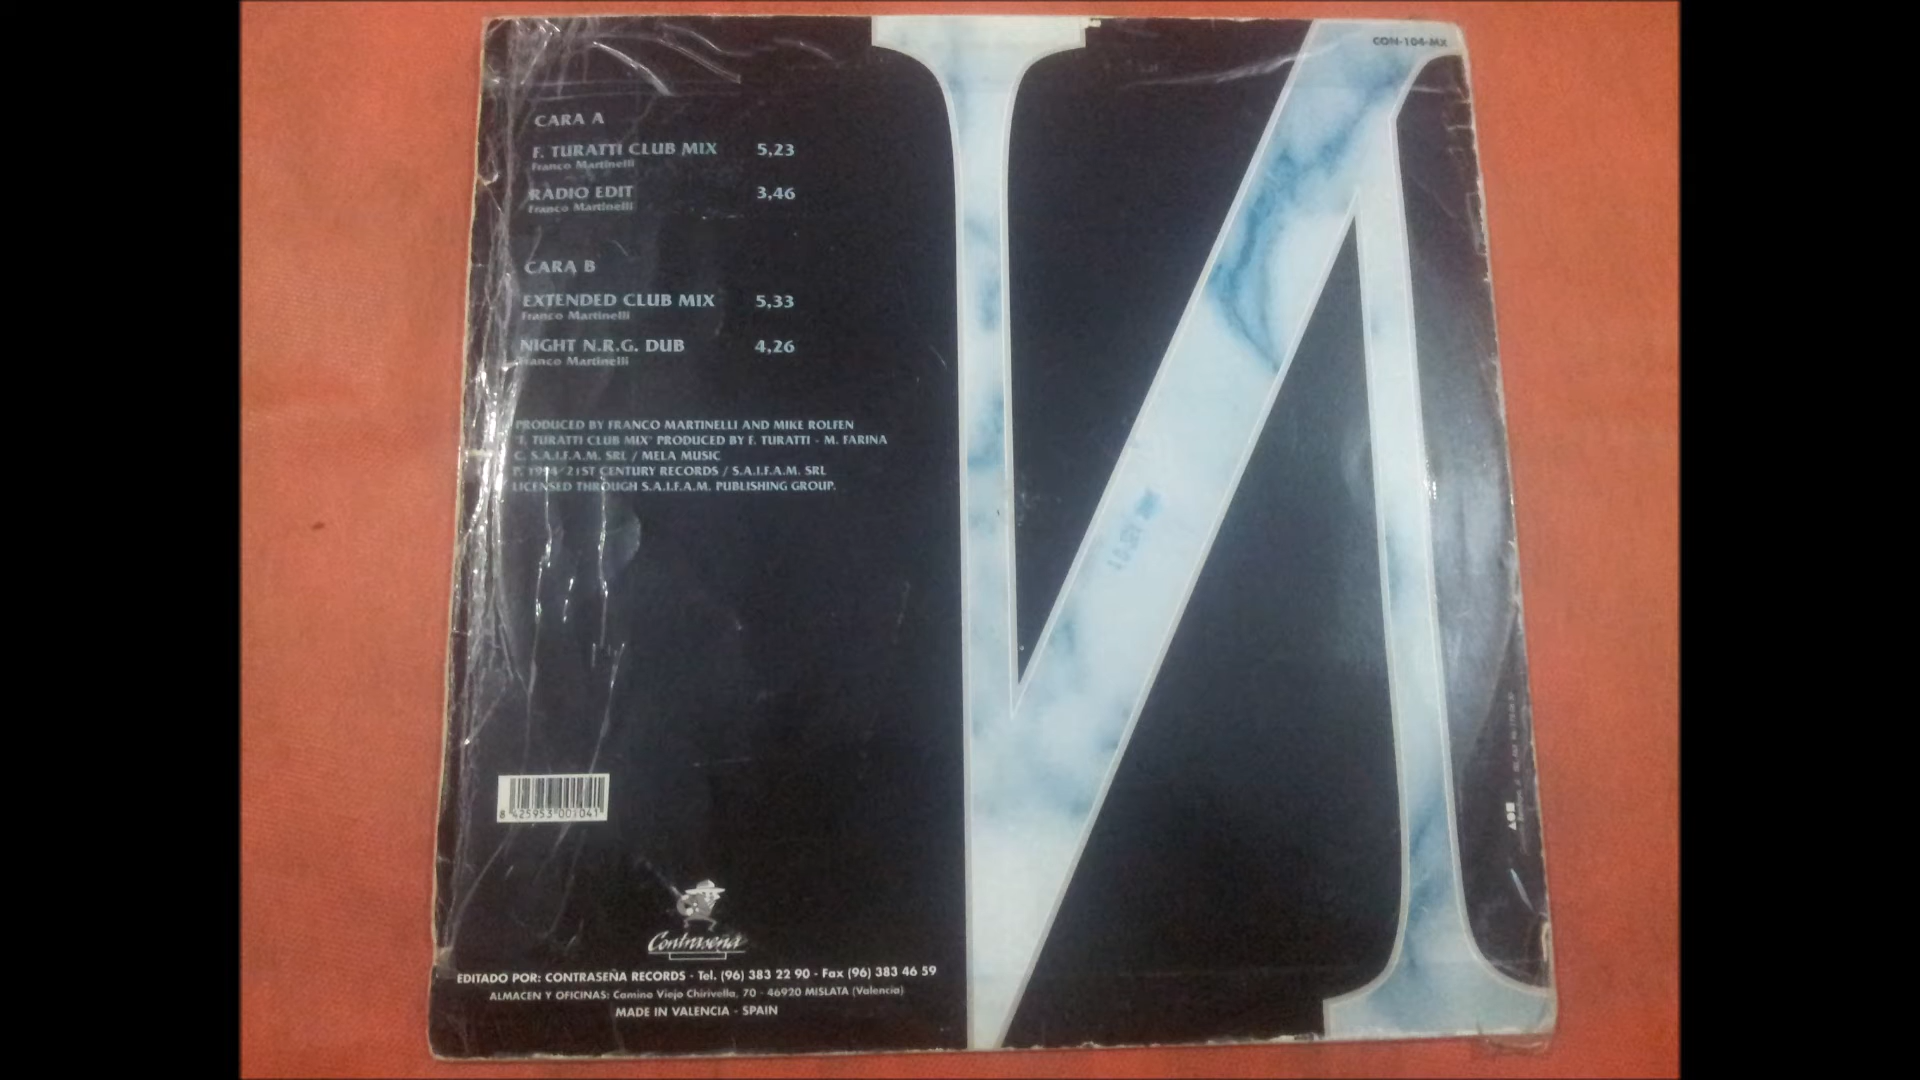 CON-104-MX
CARA A
F. TURATTI CLUB MIX 5,23
Franco Martinelli
RADIO EDIT 3,46
Franco Martinelli
CARA B
EXTENDED CLUB MIX 5,33
Franco Martinelli
NIGHT N.R.G. DUB 4,26
Franco Martinelli
PRODUCED BY FRANCO MARTINELLI AND MIKE ROLFEN
"F. TURATTI CLUB MIX" PRODUCED BY F. TURATTI - M. FARINA
C. S.A.I.F.A.M. SRL / MELA MUSIC
P. 1994 21ST CENTURY RECORDS / S.A.I.F.A.M. SRL
LICENSED THROUGH S.A.I.F.A.M. PUBLISHING GROUP.
8 425953 007041
Contraseña
EDITADO POR: CONTRASEÑA RECORDS - Tel. (96) 383 22 90 - Fax (96) 383 46 59
ALMACEN Y OFICINAS: Camino Viejo Chirivella, 70 - 46920 MISLATA (Valencia)
MADE IN VALENCIA - SPAIN